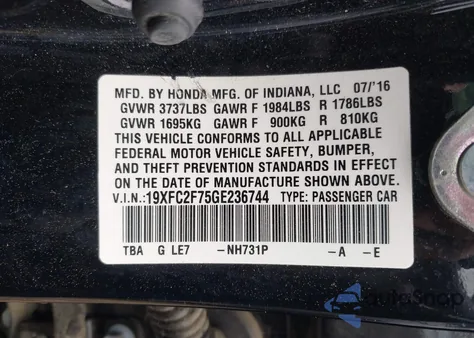 MFD. BY HONDA MFG. OF INDIANA, LLC 07/'16
GVWR 3737LBS GAWR F 1984LBS R 1786LBS
GVWR 1695KG GAWR F 900KG R 810KG
THIS VEHICLE CONFORMS TO ALL APPLICABLE
FEDERAL MOTOR VEHICLE SAFETY, BUMPER,
AND THEFT PREVENTION STANDARDS IN EFFECT
ON THE DATE OF MANUFACTURE SHOWN ABOVE.
V.I.N.:19XFC2F75GE236744 TYPE: PASSENGER CAR
TBA G LE7 -NH731P -A -E
AutoSnap